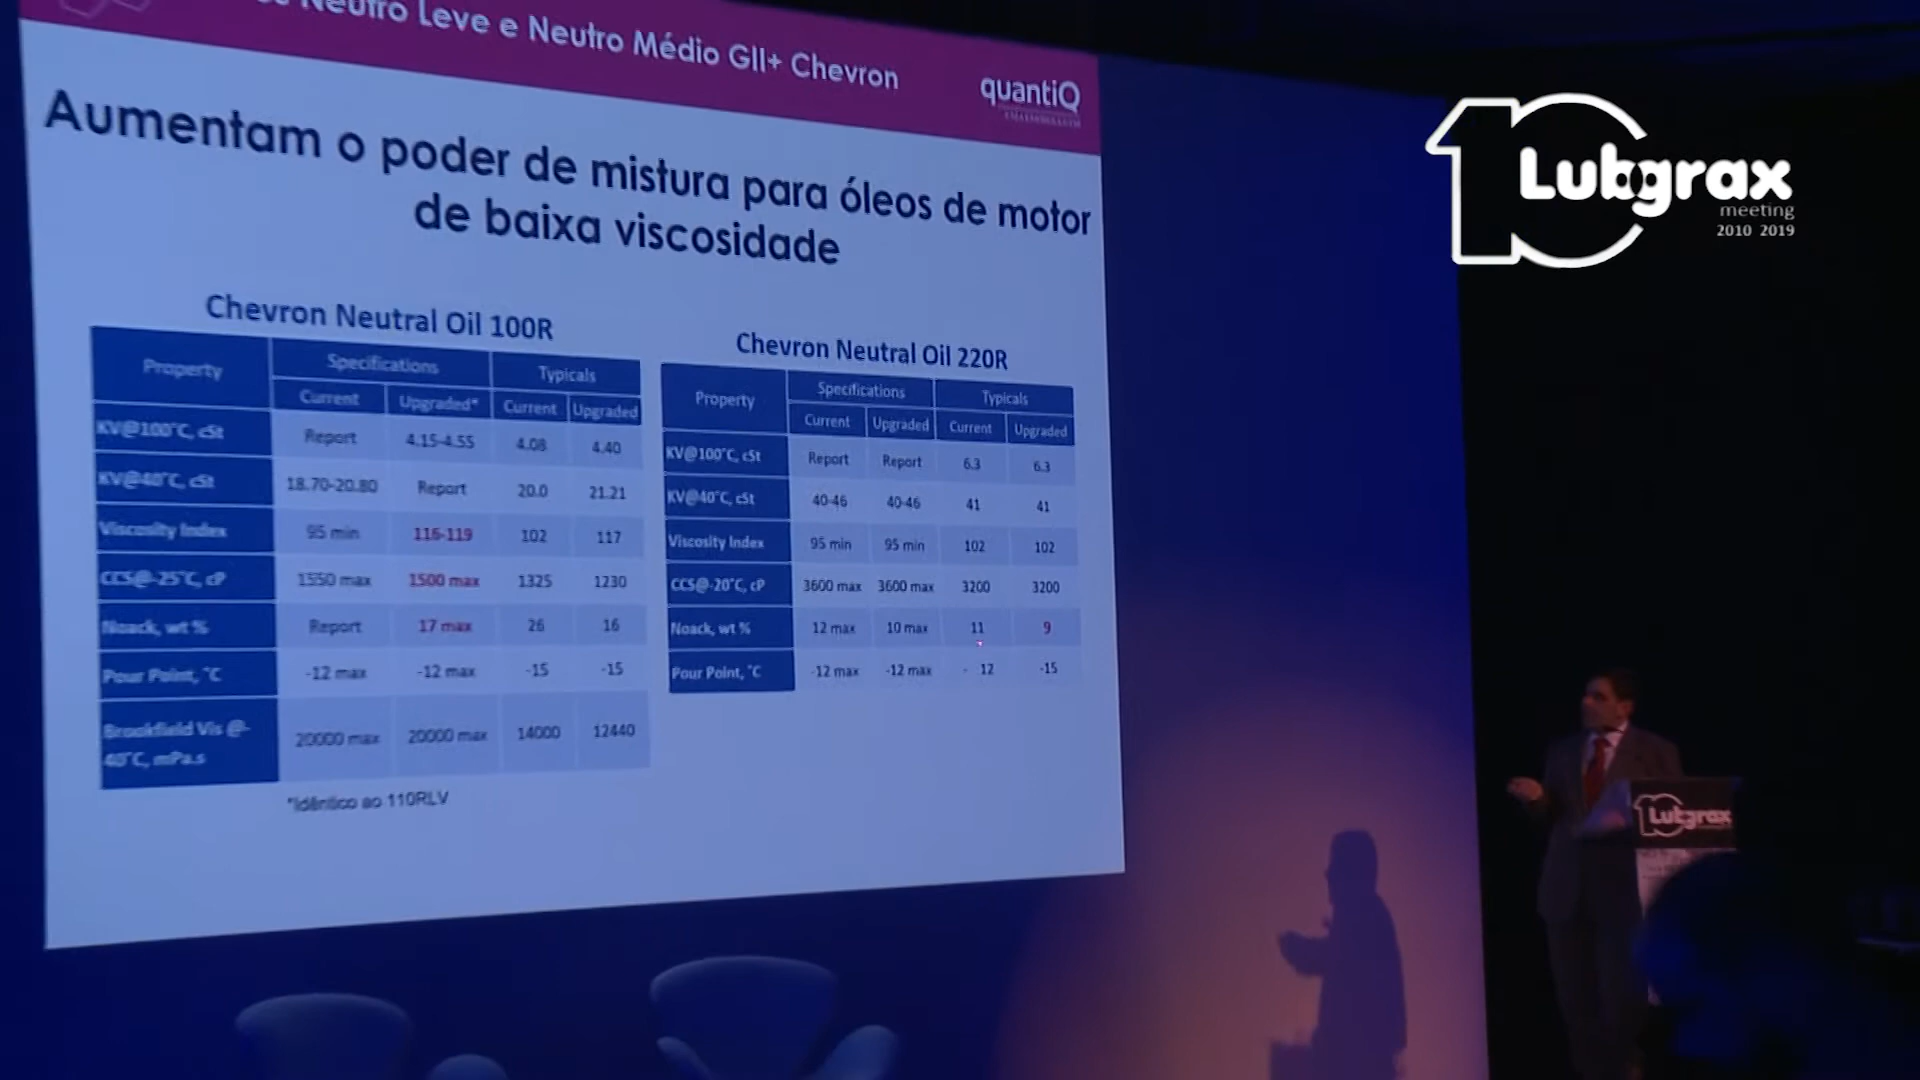 Neutro Leve e Neutro Médio GII+ Chevron
quantiQ
Aumentam o poder de mistura para óleos de motor
de baixa viscosidade
Chevron Neutral Oil 100R
Property Specifications Typicals
Current Upgraded* Current Upgraded
KV@100°C, cSt Report 4.15-4.55 4.08 4.40
KV@40°C, cSt 18.70-20.80 Report 20.0 21.21
Viscosity Index 95 min 116-119 102 117
CCS@-25°C, cP 1550 max 1500 max 1325 1230
Noack, wt % Report 17 max 26 16
Pour Point, °C -12 max -12 max -15 -15
Brookfield Vis @- 20000 max 20000 max 14000 12440
40°C, mPa.s
*Idêntico ao 110RLV
Chevron Neutral Oil 220R
Property Specifications Typicals
Current Upgraded Current Upgraded
KV@100°C, cSt Report Report 6.3 6.3
KV@40°C, cSt 40-46 40-46 41 41
Viscosity Index 95 min 95 min 102 102
CCS@-20°C, cP 3600 max 3600 max 3200 3200
Noack, wt % 12 max 10 max 11 9
Pour Point, °C -12 max -12 max - 12 -15
10 Lubgrax
meeting
2010 2019
10 Lubgrax